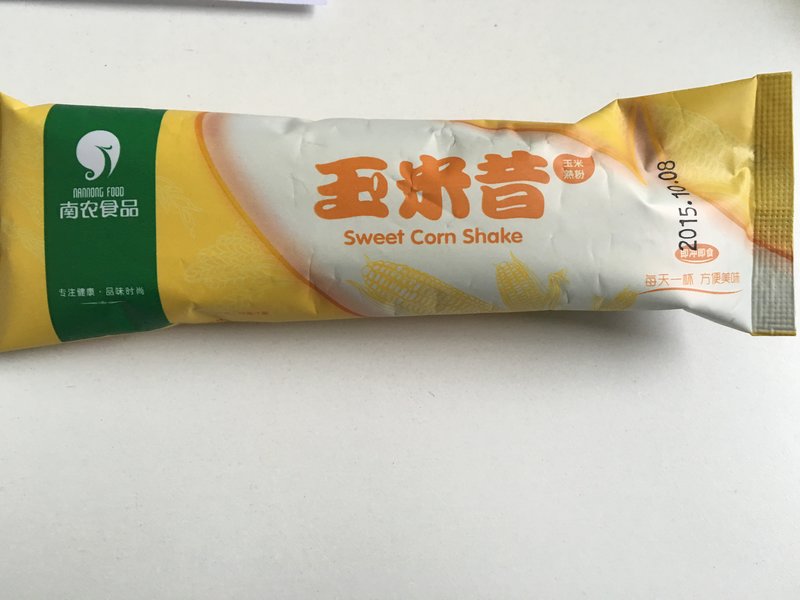 NANNONG FOOD
南农食品
专注健康·品味时尚
玉米昔
玉米
熟粉
Sweet Corn Shake
2015.10.08
即冲即食
每天一杯 方便美味